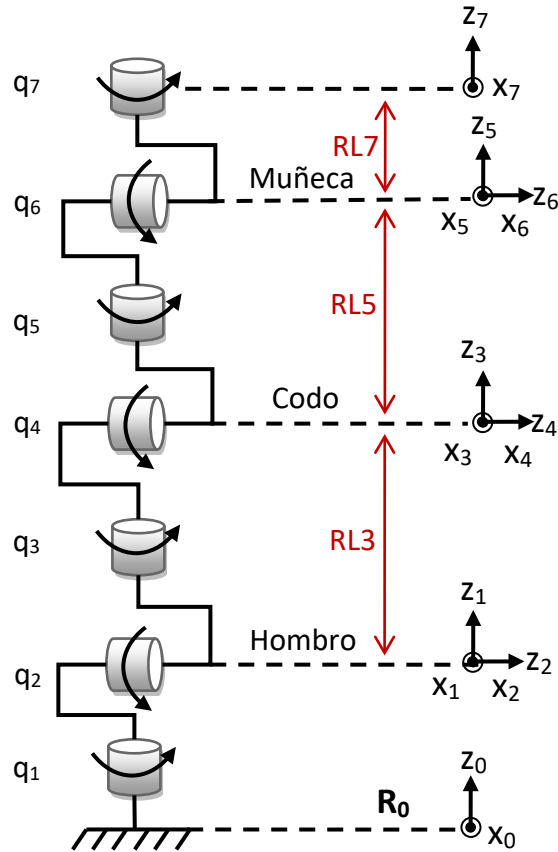 z₇
q₇
x₇
RL7
z₅
Muñeca
q₆
z₆
x₅ x₆
q₅
RL5
z₃
Codo
q₄
z₄
x₃ x₄
q₃
RL3
z₁
Hombro
q₂
z₂
x₁ x₂
q₁
z₀
R₀
x₀